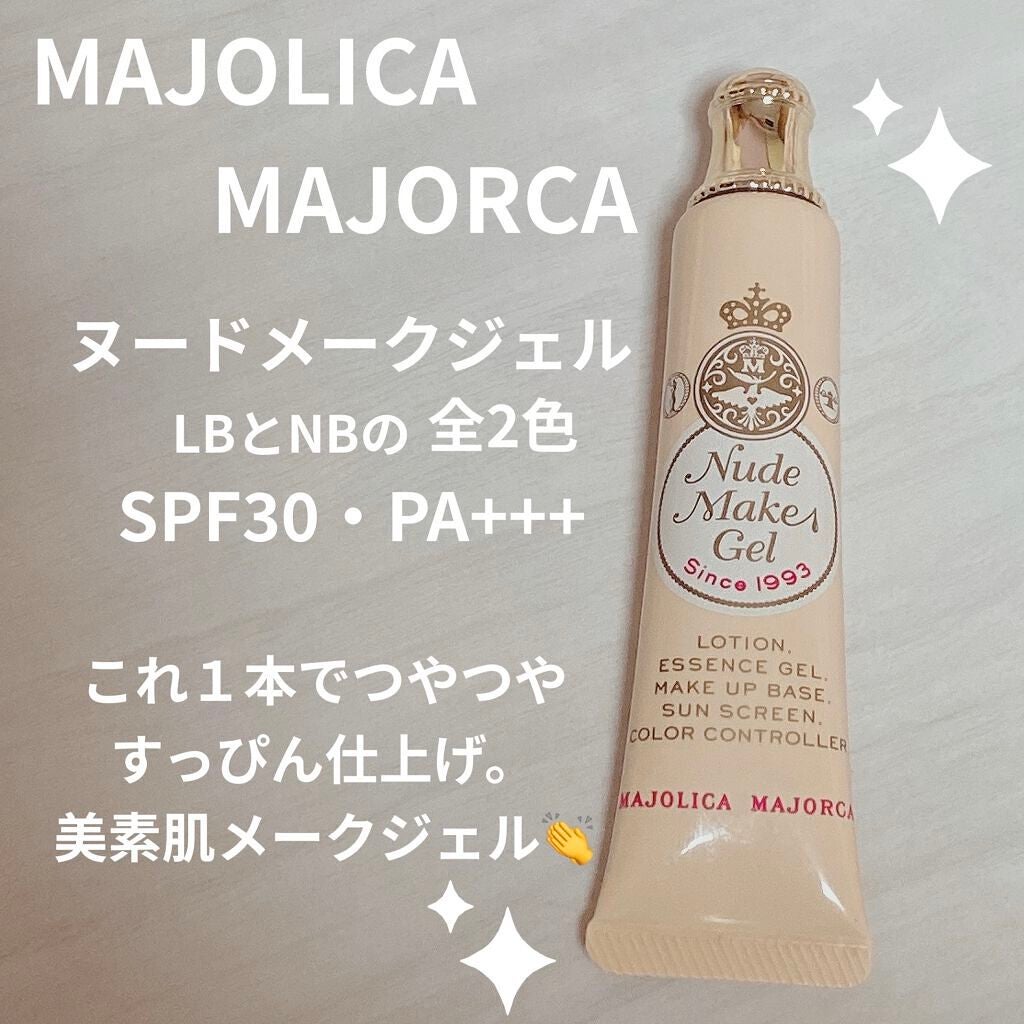 MAJOLICA
MAJORCA
ヌードメークジェル
LBとNBの 全2色
SPF30・PA+++
これ1本でつやつや
すっぴん仕上げ。
美素肌メークジェル👏
M
Nude
Make
Gel
Since 1993
LOTION,
ESSENCE GEL,
MAKE UP BASE,
SUN SCREEN,
COLOR CONTROLLER
MAJOLICA MAJORCA